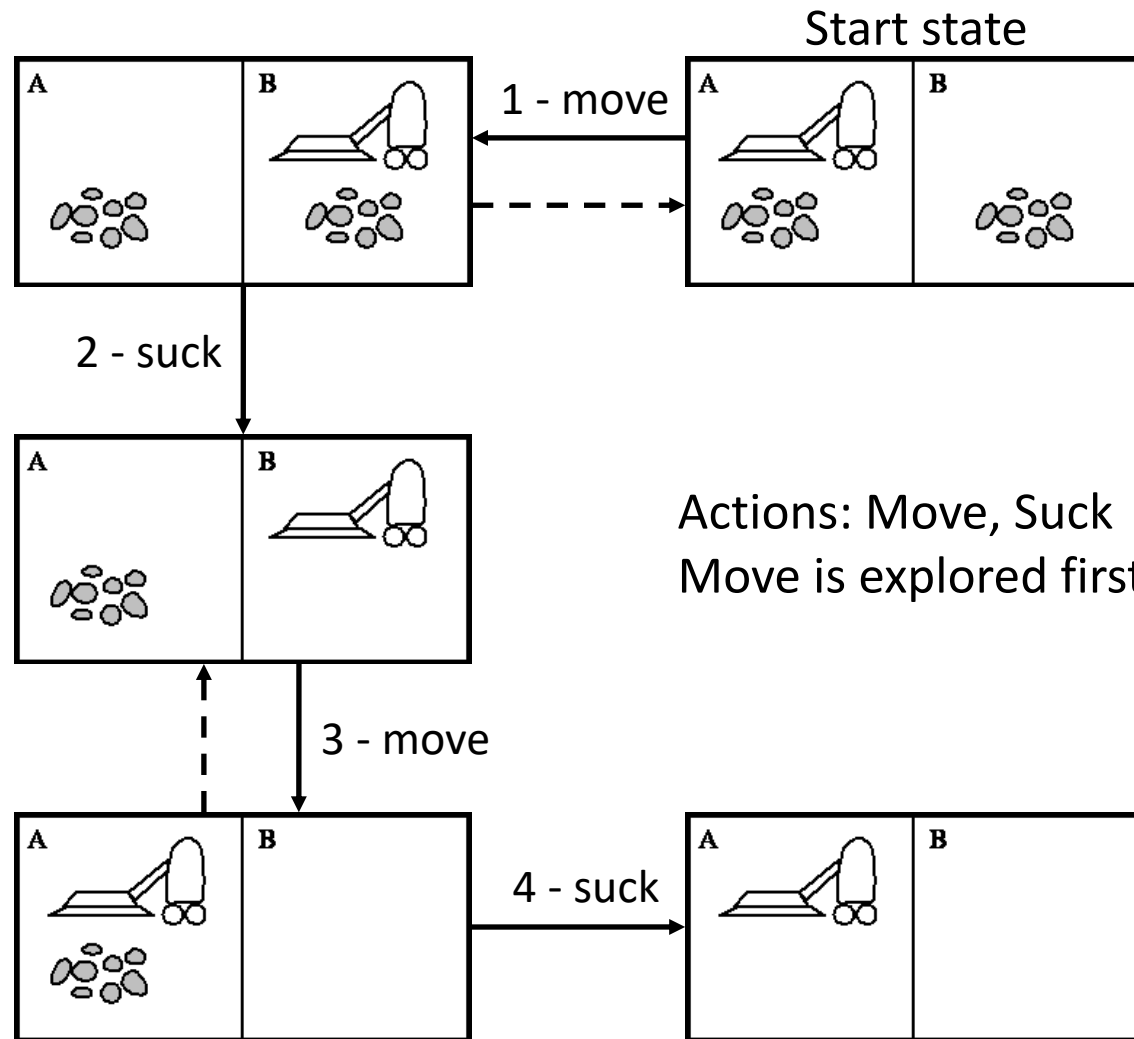 Start state
A
B
1 - move
A
B
2 - suck
A
B
Actions: Move, Suck
Move is explored first
3 - move
A
B
4 - suck
A
B